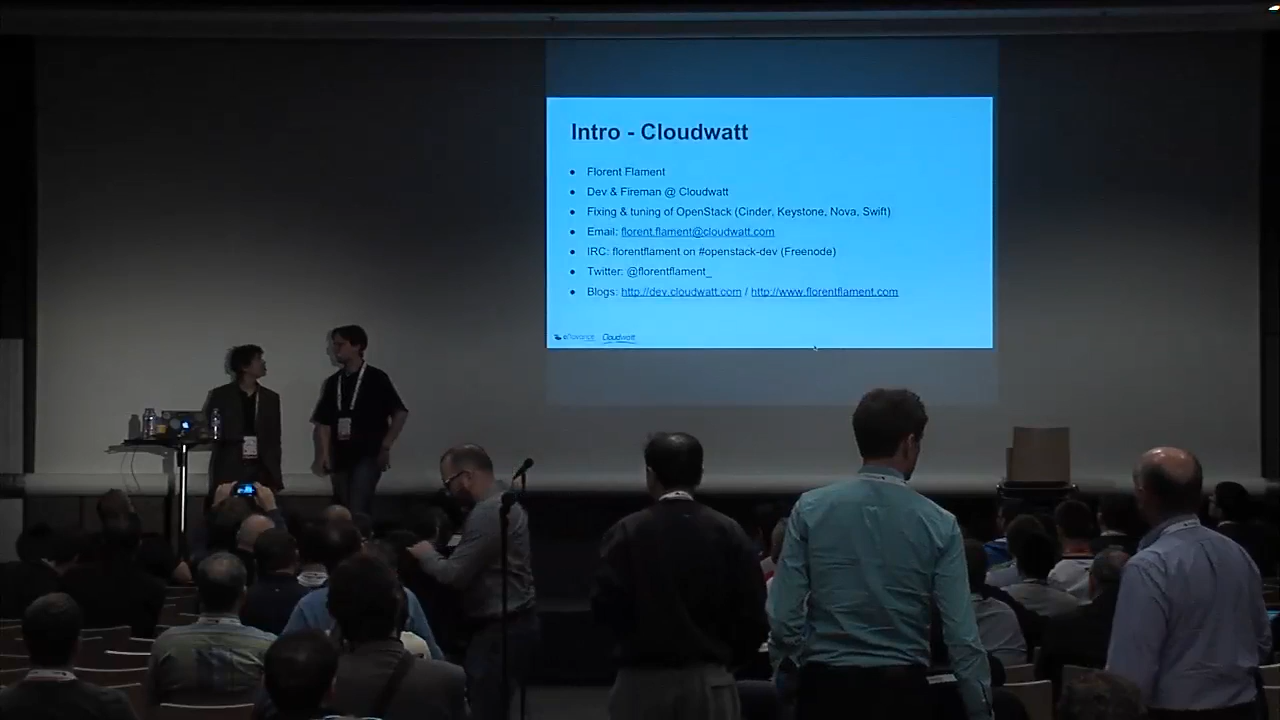 Intro - Cloudwatt
• Florent Flament
• Dev & Fireman @ Cloudwatt
• Fixing & tuning of OpenStack (Cinder, Keystone, Nova, Swift)
• Email: florent.flament@cloudwatt.com
• IRC: florentflament on #openstack-dev (Freenode)
• Twitter: @florentflament_
• Blogs: http://dev.cloudwatt.com / http://www.florentflament.com
eNovance Cloudwatt